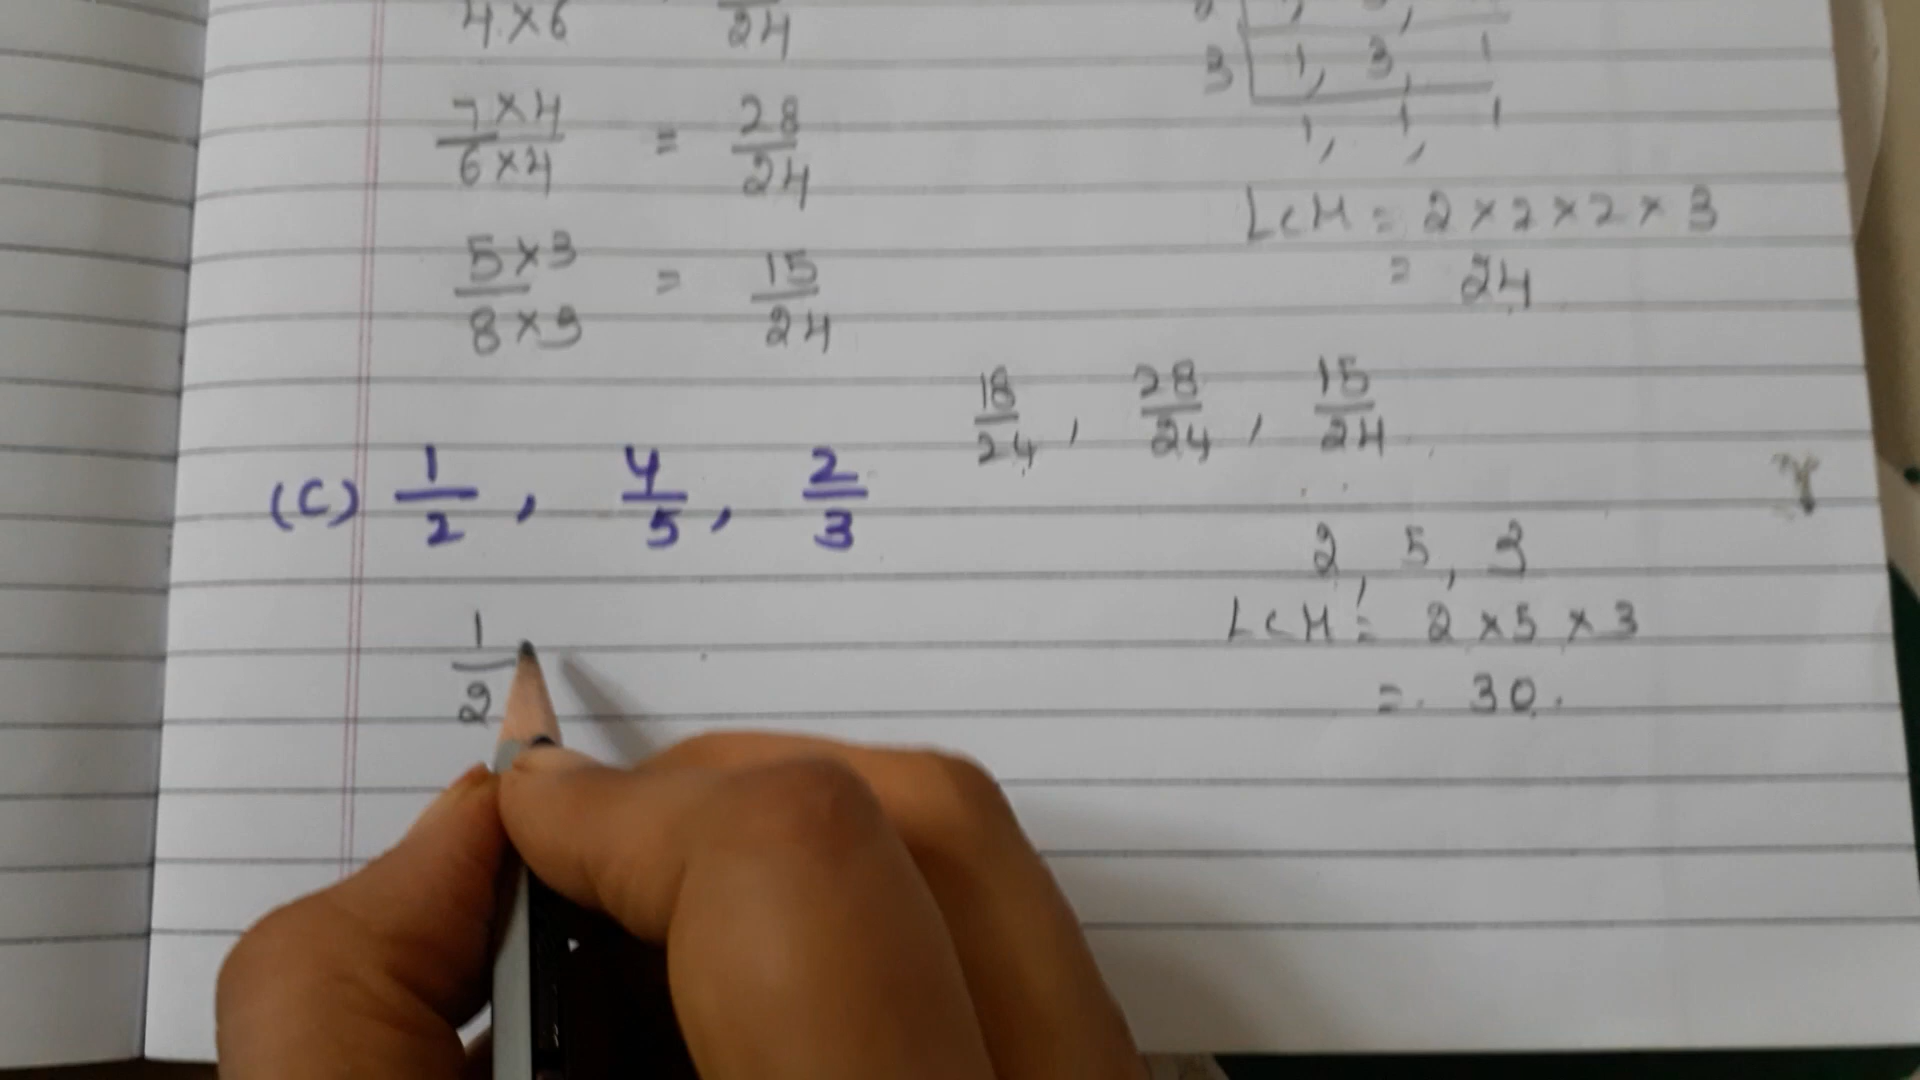 4×6 24
7×4/6×4 = 28/24
5×3/8×3 = 15/24
3 | 1, 3, 1
1, 1, 1
LCM = 2×2×2×3
= 24
18/24, 28/24, 15/24
(C) 1/2, 4/5, 2/3
2, 5, 3
LCM = 2×5×3
= 30.
1/2